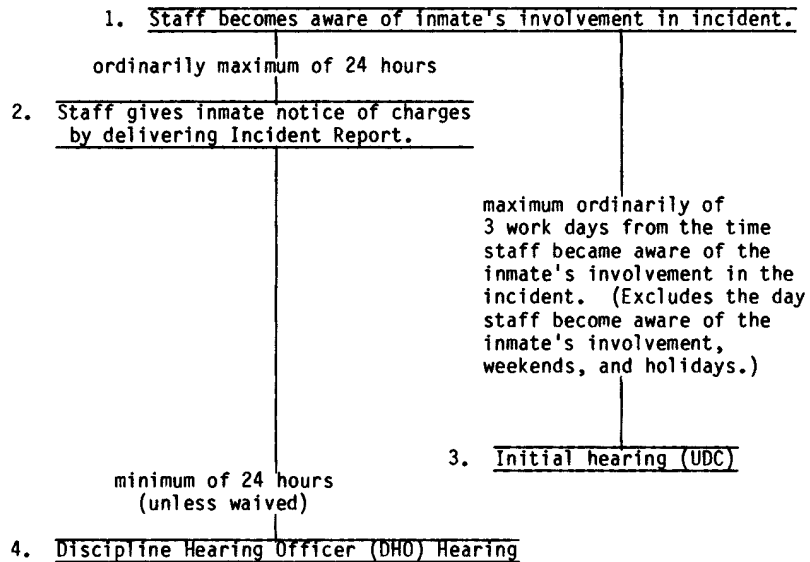 1. Staff becomes aware of inmate's involvement in incident.
ordinarily maximum of 24 hours
2. Staff gives inmate notice of charges
by delivering Incident Report.
maximum ordinarily of
3 work days from the time
staff became aware of the
inmate's involvement in the
incident. (Excludes the day
staff become aware of the
inmate's involvement,
weekends, and holidays.)
3. Initial hearing (UDC)
minimum of 24 hours
(unless waived)
4. Discipline Hearing Officer (DHO) Hearing